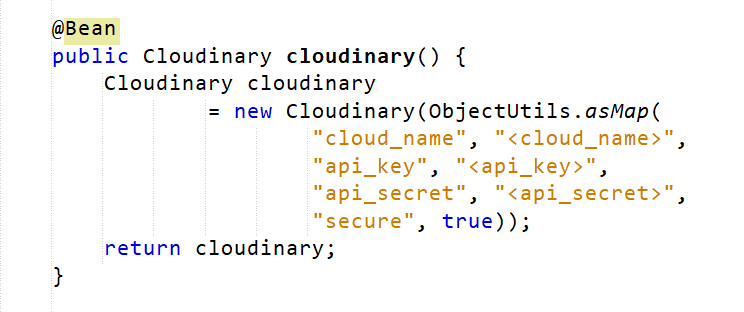 @Bean
public Cloudinary cloudinary() {
Cloudinary cloudinary
= new Cloudinary(ObjectUtils.asMap(
"cloud_name", "<cloud_name>",
"api_key", "<api_key>",
"api_secret", "<api_secret>",
"secure", true));
return cloudinary;
}